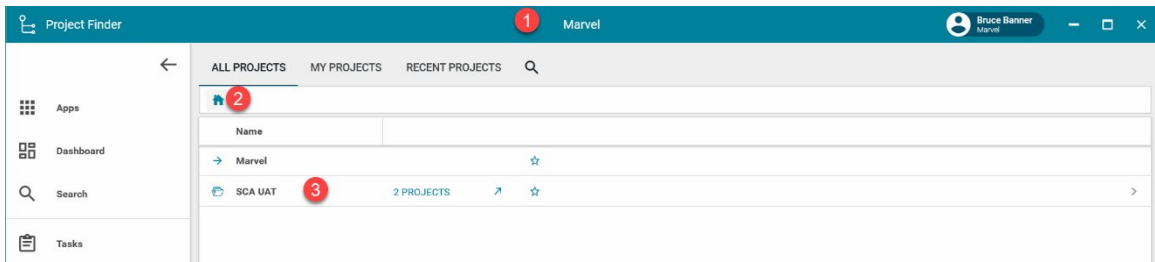 Project Finder
1
Marvel
Bruce Banner
Marvel
ALL PROJECTS MY PROJECTS RECENT PROJECTS
2
Apps
Name
Dashboard
Marvel
SCA UAT 3 2 PROJECTS
Search
Tasks